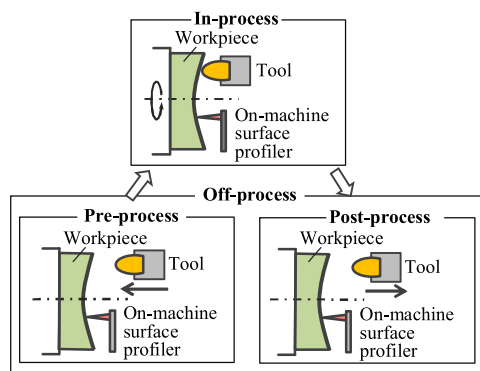 In-process
Workpiece
Tool
On-machine
surface
profiler
Off-process
Pre-process
Workpiece
Tool
On-machine
surface
profiler
Post-process
Workpiece
Tool
On-machine
surface
profiler